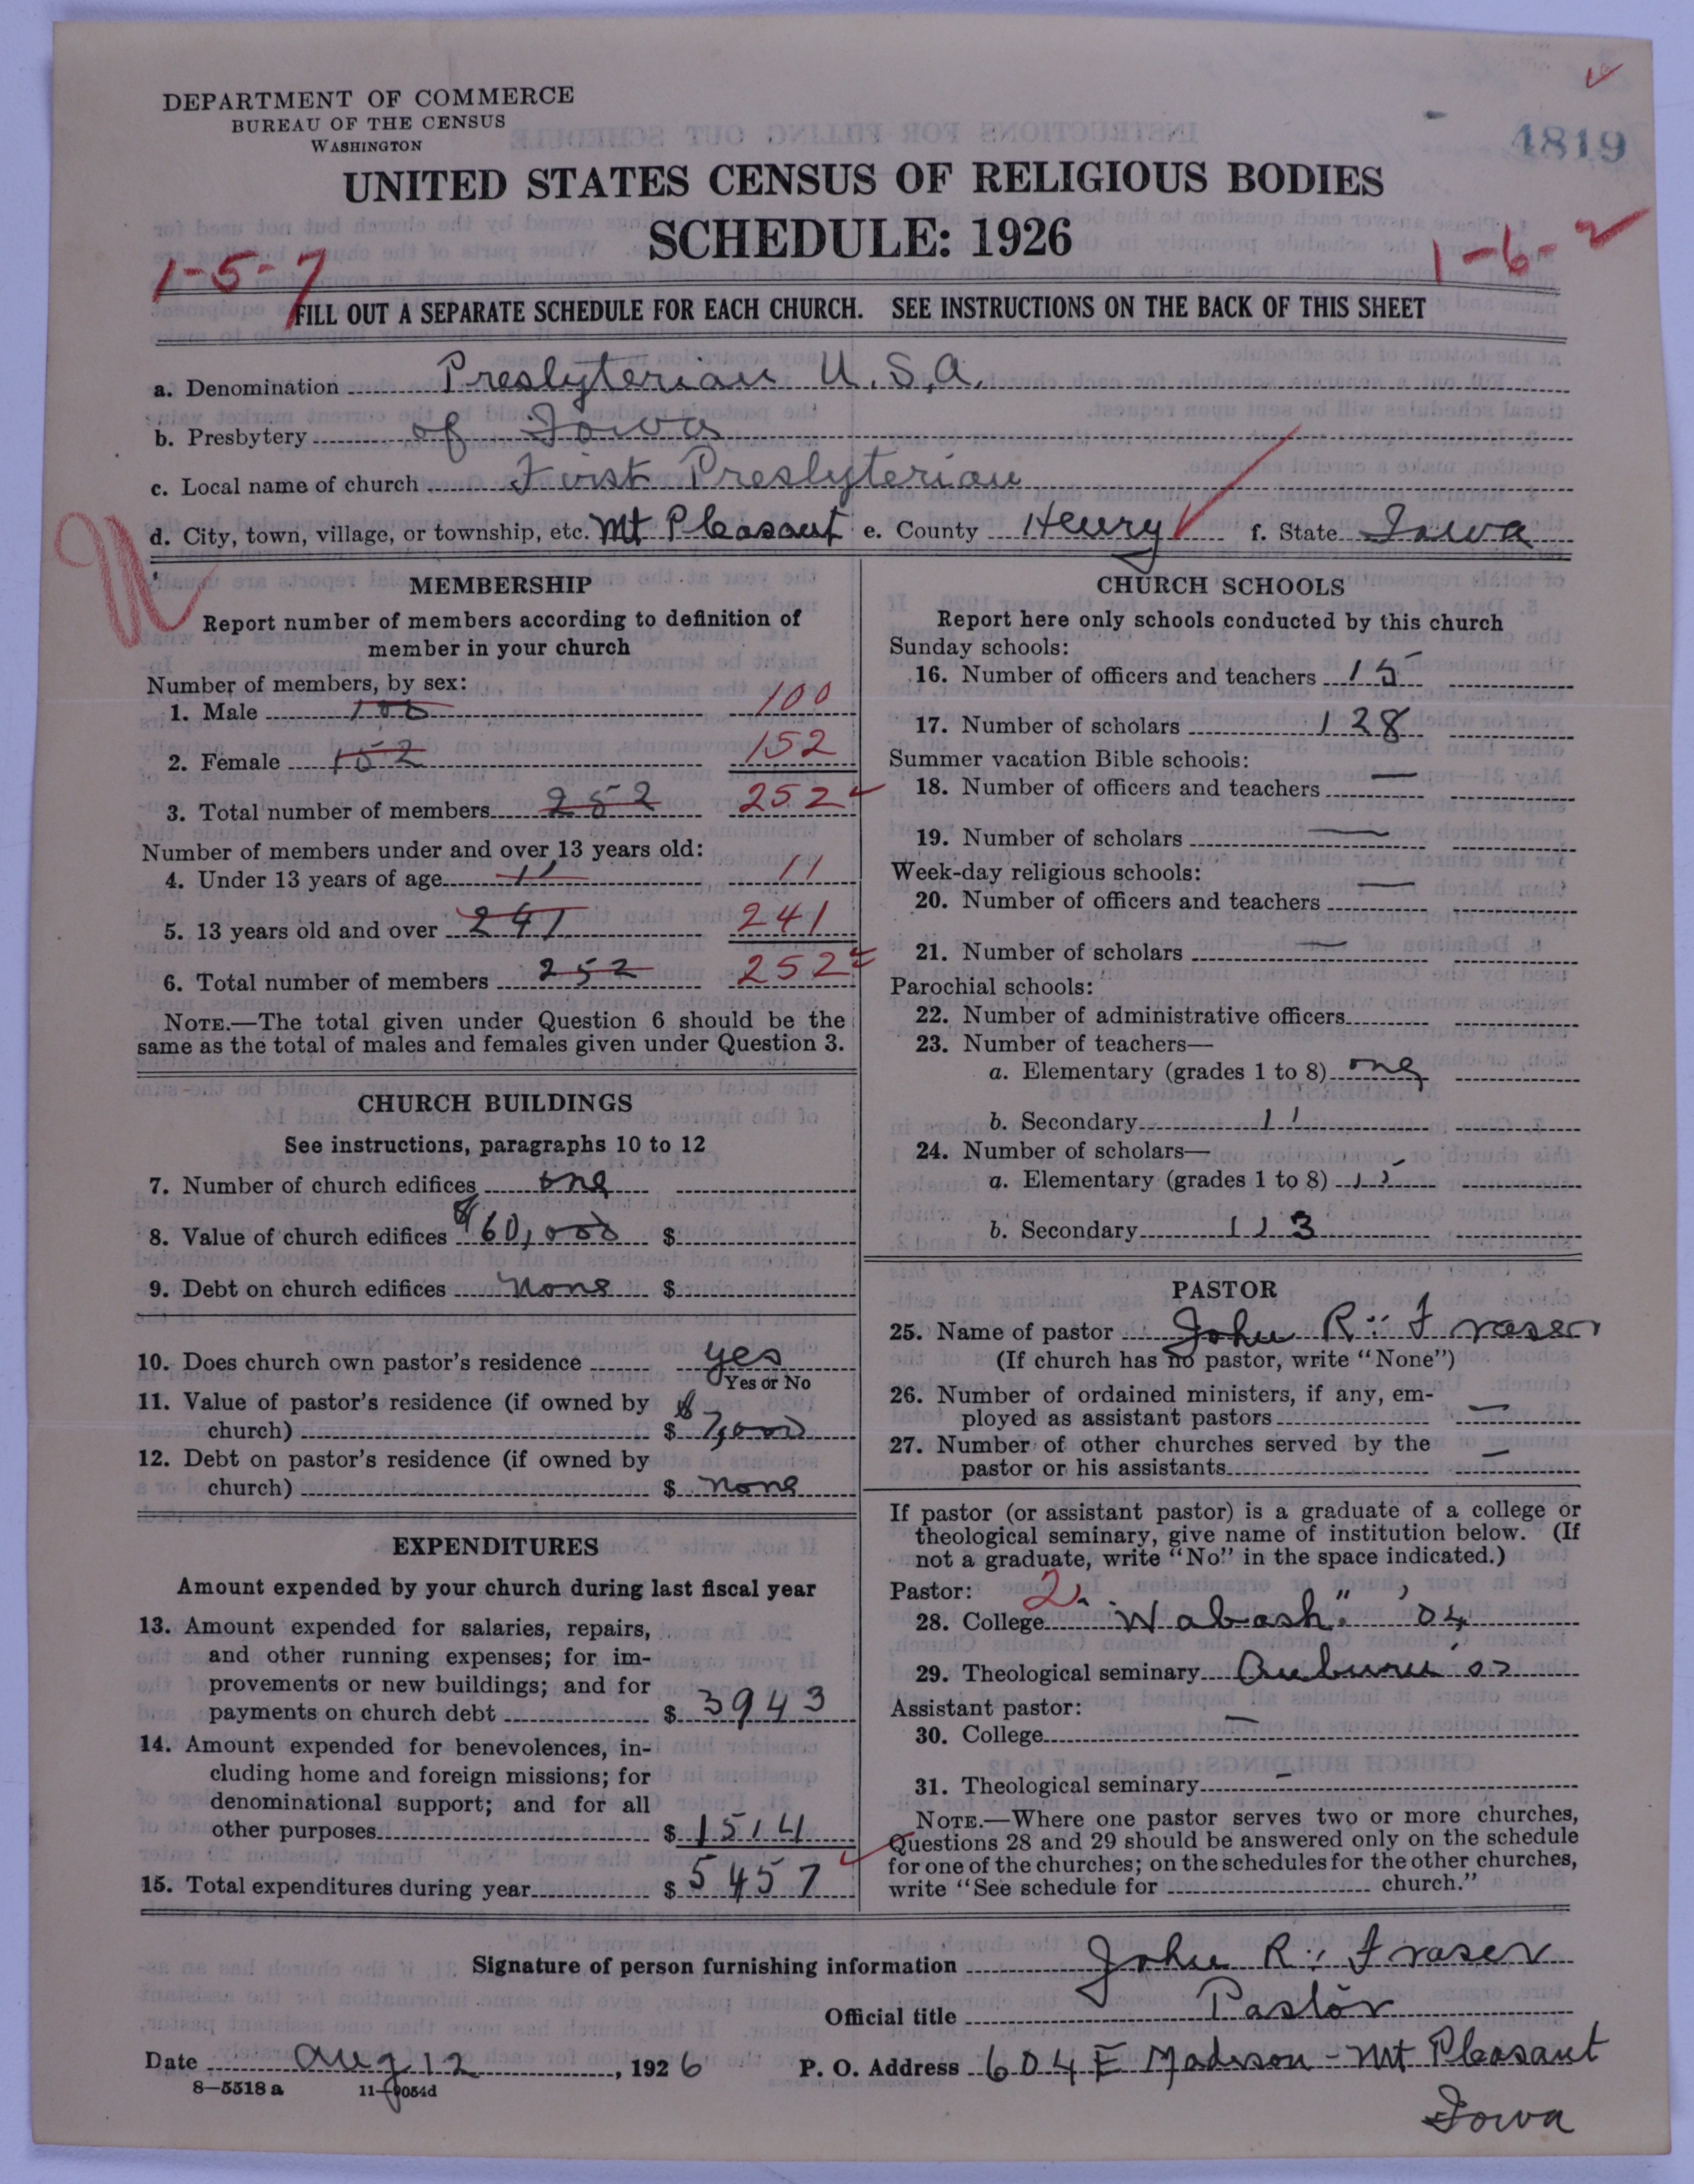 DEPARTMENT OF COMMERCE
BUREAU OF THE CENSUS
WASHINGTON
4819
UNITED STATES CENSUS OF RELIGIOUS BODIES
SCHEDULE: 1926
1-5-7
1-6-2
FILL OUT A SEPARATE SCHEDULE FOR EACH CHURCH. SEE INSTRUCTIONS ON THE BACK OF THIS SHEET
a. Denomination Presbyterian U.S.A.
b. Presbytery of Iowa
c. Local name of church First Presbyterian
d. City, town, village, or township, etc. Mt Pleasant e. County Henry f. State Iowa
MEMBERSHIP
Report number of members according to definition of
member in your church
Number of members, by sex:
1. Male 100 100
2. Female 152 152
3. Total number of members 252 252
Number of members under and over 13 years old:
4. Under 13 years of age 11 11
5. 13 years old and over 241 241
6. Total number of members 252 252
NOTE.—The total given under Question 6 should be the
same as the total of males and females given under Question 3.
CHURCH BUILDINGS
See instructions, paragraphs 10 to 12
7. Number of church edifices one
8. Value of church edifices $60,000 $
9. Debt on church edifices None $
10. Does church own pastor's residence yes
Yes or No
11. Value of pastor's residence (if owned by
church) $ $7,000
12. Debt on pastor's residence (if owned by
church) $ none
EXPENDITURES
Amount expended by your church during last fiscal year
13. Amount expended for salaries, repairs,
and other running expenses; for im-
provements or new buildings; and for
payments on church debt $ 3943
14. Amount expended for benevolences, in-
cluding home and foreign missions; for
denominational support; and for all
other purposes $ 1514
15. Total expenditures during year $ 5457
CHURCH SCHOOLS
Report here only schools conducted by this church
Sunday schools:
16. Number of officers and teachers 15
17. Number of scholars 128
Summer vacation Bible schools:
18. Number of officers and teachers —
19. Number of scholars —
Week-day religious schools:
20. Number of officers and teachers —
21. Number of scholars —
Parochial schools:
22. Number of administrative officers
23. Number of teachers—
a. Elementary (grades 1 to 8) one
b. Secondary 11
24. Number of scholars—
a. Elementary (grades 1 to 8)
b. Secondary 113
PASTOR
25. Name of pastor John R. Fraser
(If church has no pastor, write "None")
26. Number of ordained ministers, if any, em-
ployed as assistant pastors —
27. Number of other churches served by the
pastor or his assistants —
If pastor (or assistant pastor) is a graduate of a college or
theological seminary, give name of institution below. (If
not a graduate, write "No" in the space indicated.)
Pastor: 2
28. College Wabash " '04
29. Theological seminary Auburn
Assistant pastor:
30. College —
31. Theological seminary —
NOTE.—Where one pastor serves two or more churches,
Questions 28 and 29 should be answered only on the schedule
for one of the churches; on the schedules for the other churches,
write "See schedule for church."
Signature of person furnishing information John R. Fraser
Official title Pastor
Date Aug 12, 1926 P. O. Address 604 E Madison - Mt Pleasant
Iowa
8—5518 a